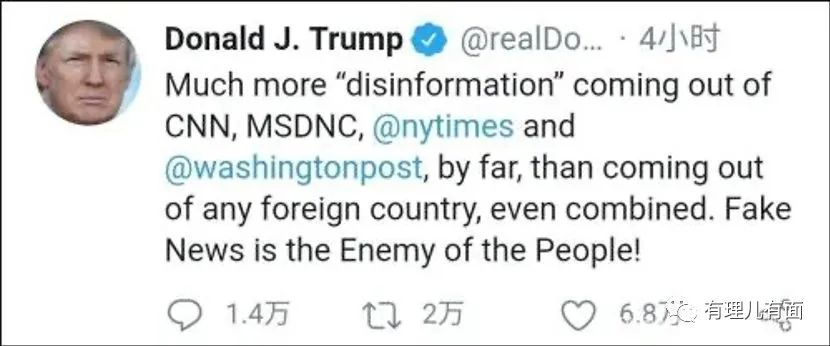 Donald J. Trump @realDo... · 4小时
Much more “disinformation” coming out of
CNN, MSDNC, @nytimes and
@washingtonpost, by far, than coming out
of any foreign country, even combined. Fake
News is the Enemy of the People!
1.4万 2万 6.8万 有理儿有面